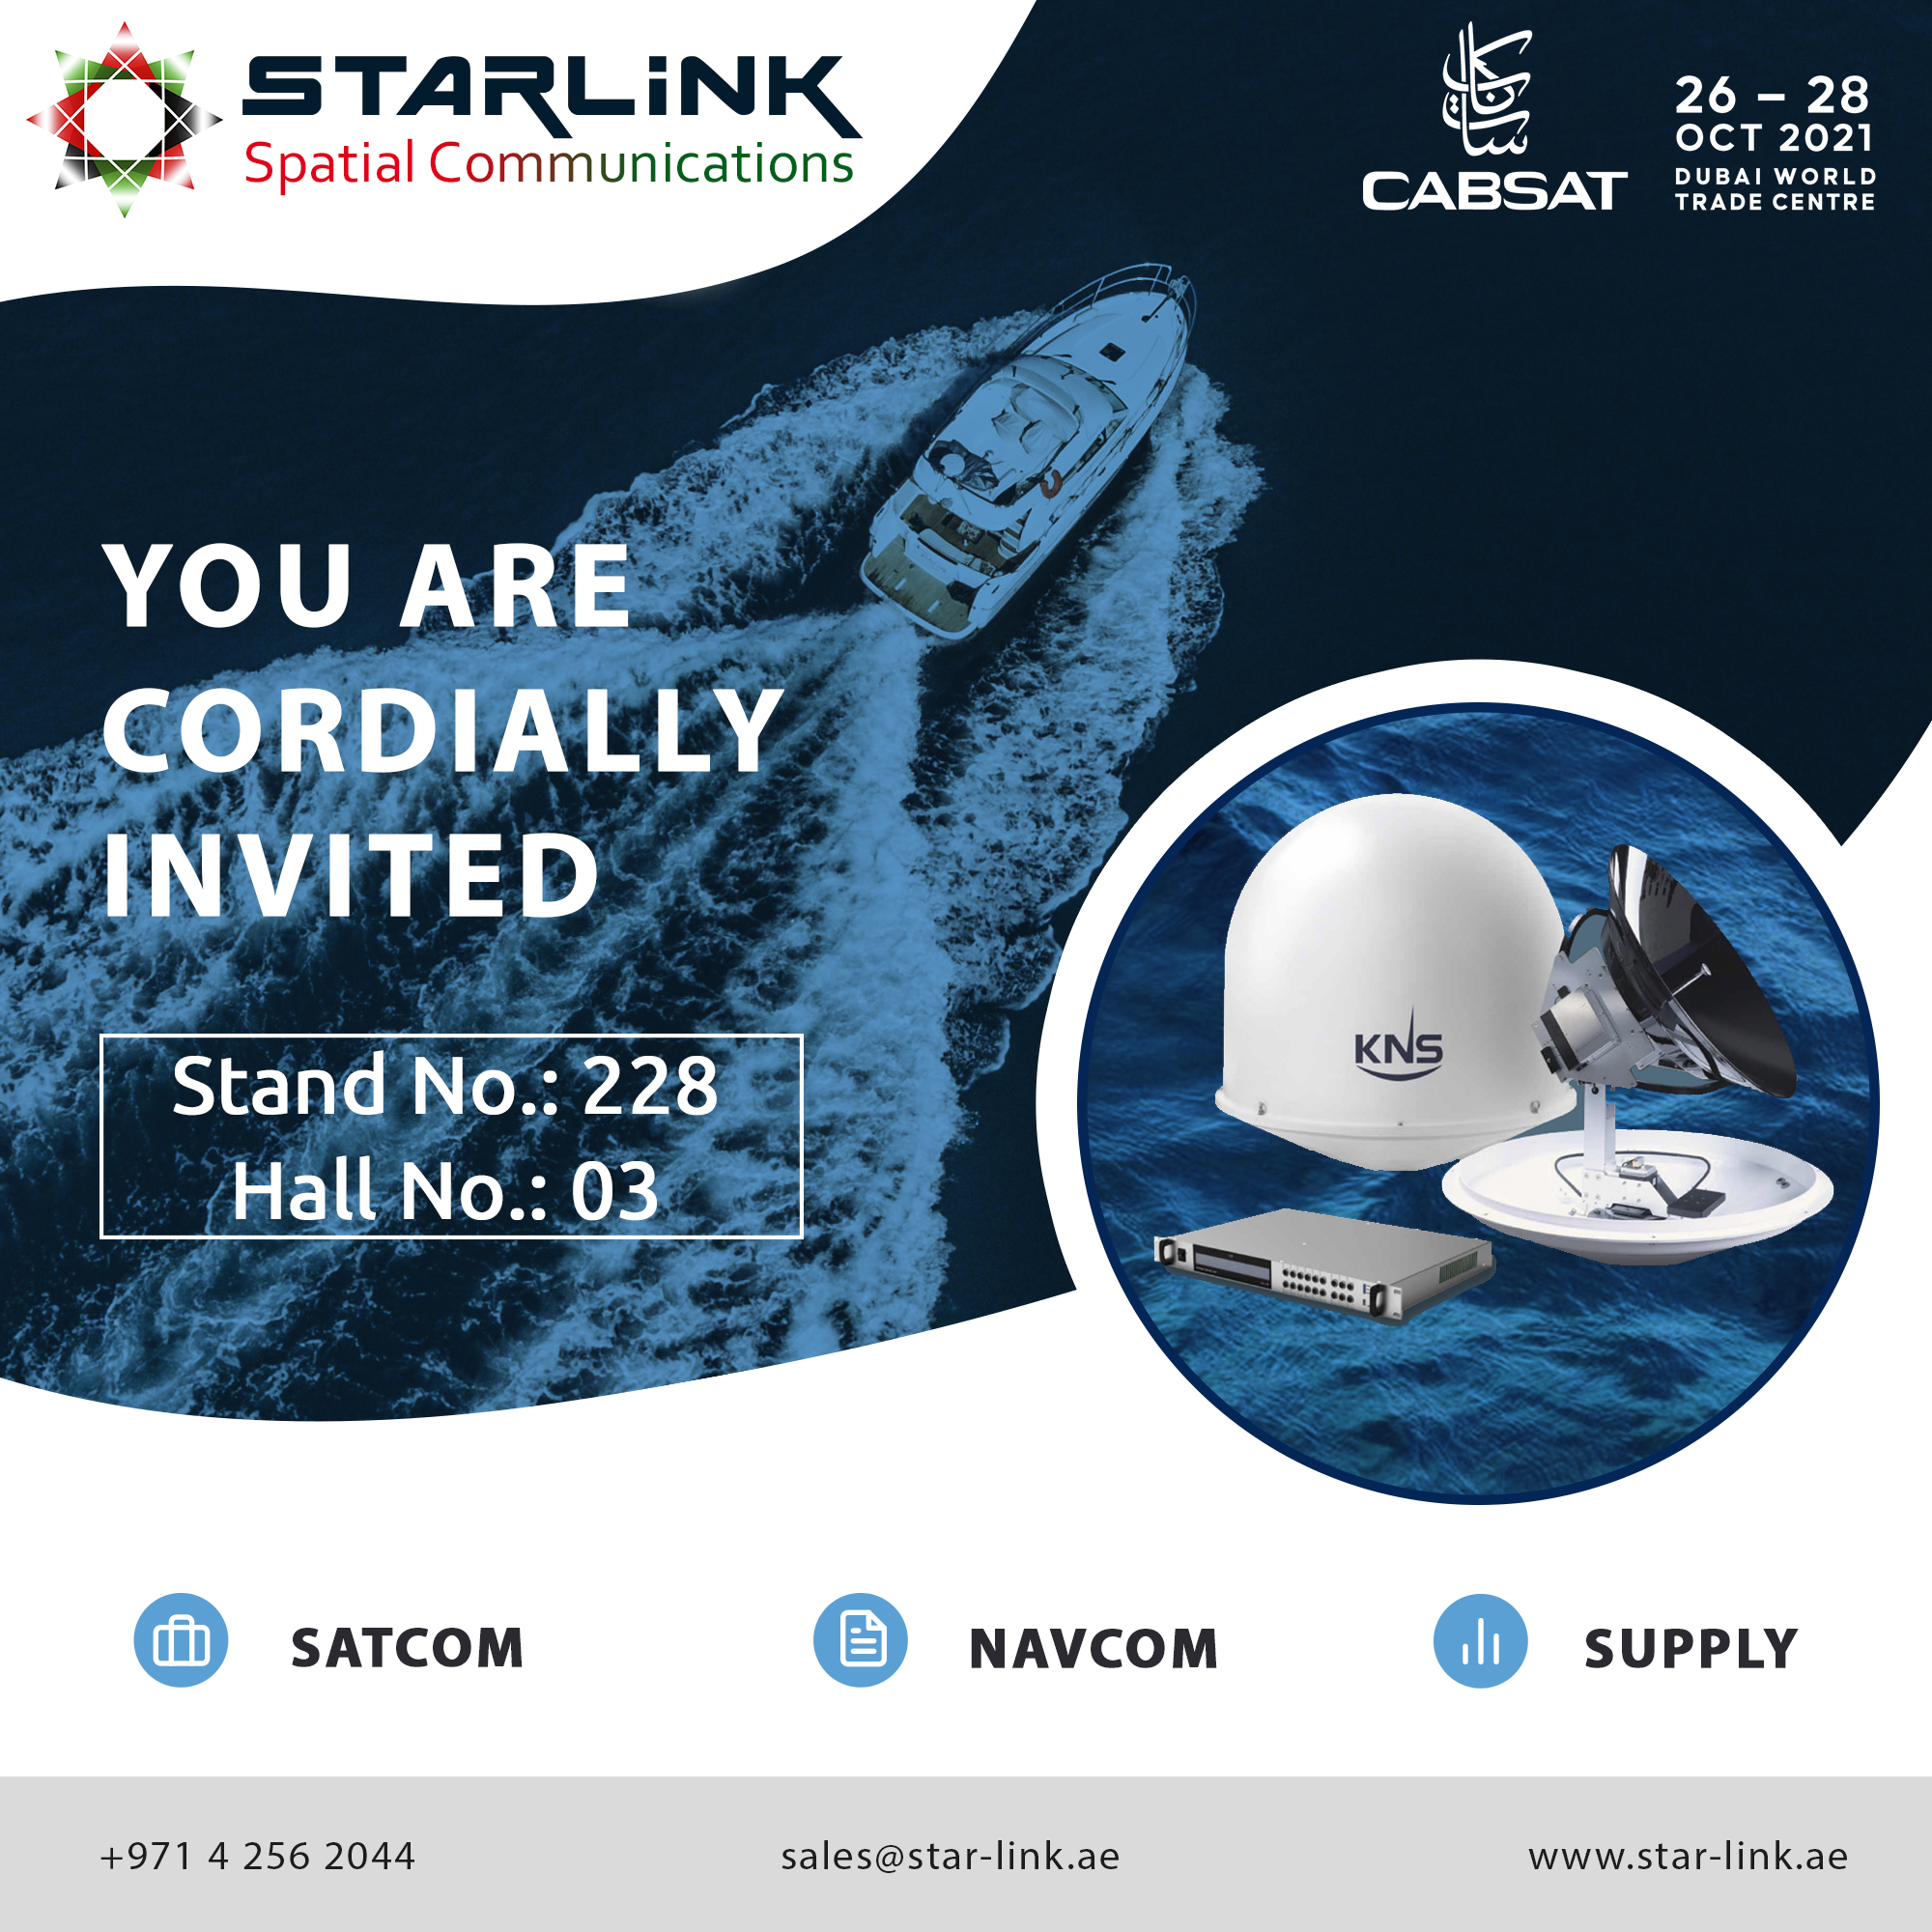 STARLiNK
Spatial Communications
كابسات
CABSAT
26 – 28
OCT 2021
DUBAI WORLD
TRADE CENTRE
YOU ARE
CORDIALLY
INVITED
Stand No.: 228
Hall No.: 03
KNS
SATCOM
NAVCOM
SUPPLY
+971 4 256 2044
sales@star-link.ae
www.star-link.ae